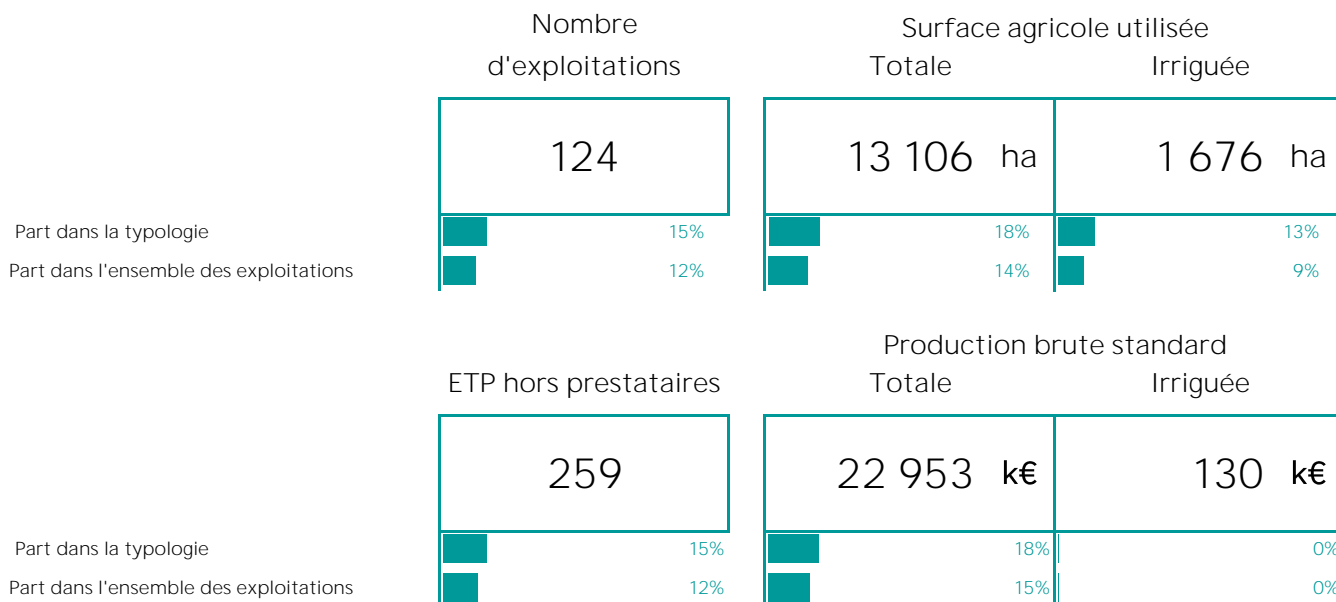 Nombre
d'exploitations
Surface agricole utilisée
Totale Irriguée
124 13 106 ha 1 676 ha
Part dans la typologie 15% 18% 13%
Part dans l'ensemble des exploitations 12% 14% 9%
Production brute standard
ETP hors prestataires Totale Irriguée
259 22 953 k€ 130 k€
Part dans la typologie 15% 18% 0%
Part dans l'ensemble des exploitations 12% 15% 0%